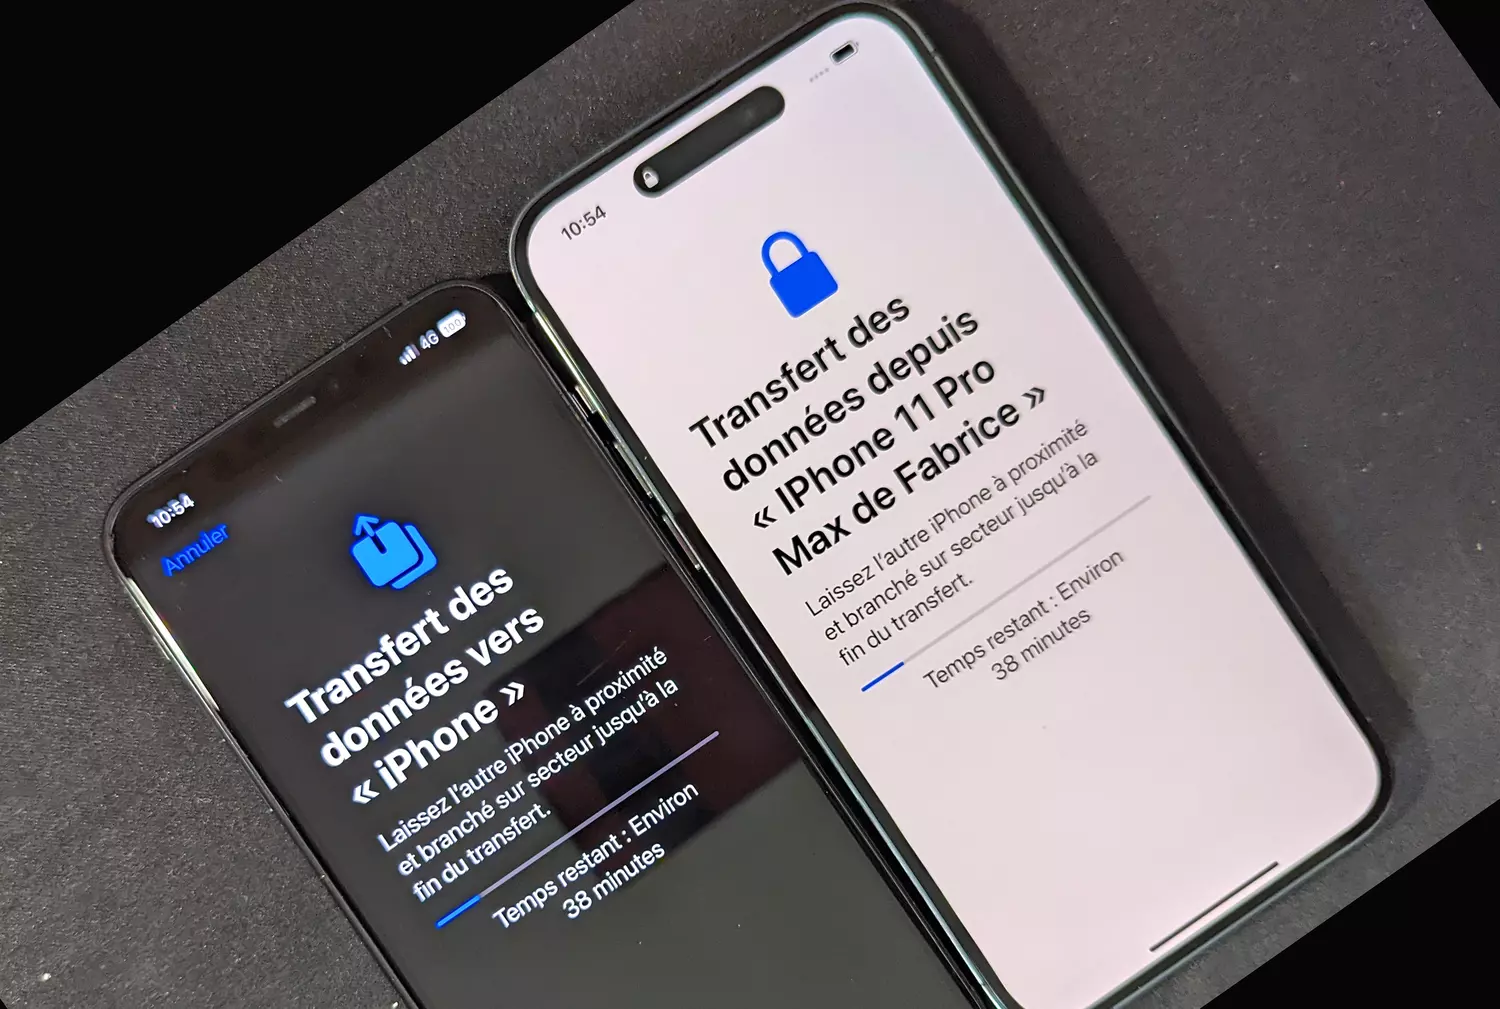 10:54
4G 100
Annuler
Transfert des
données vers
« iPhone »
Laissez l'autre iPhone à proximité
et branché sur secteur jusqu'à la
fin du transfert.
Temps restant : Environ
38 minutes
10:54
Transfert des
données depuis
« IPhone 11 Pro
Max de Fabrice »
Laissez l'autre iPhone à proximité
et branché sur secteur jusqu'à la
fin du transfert.
Temps restant : Environ
38 minutes